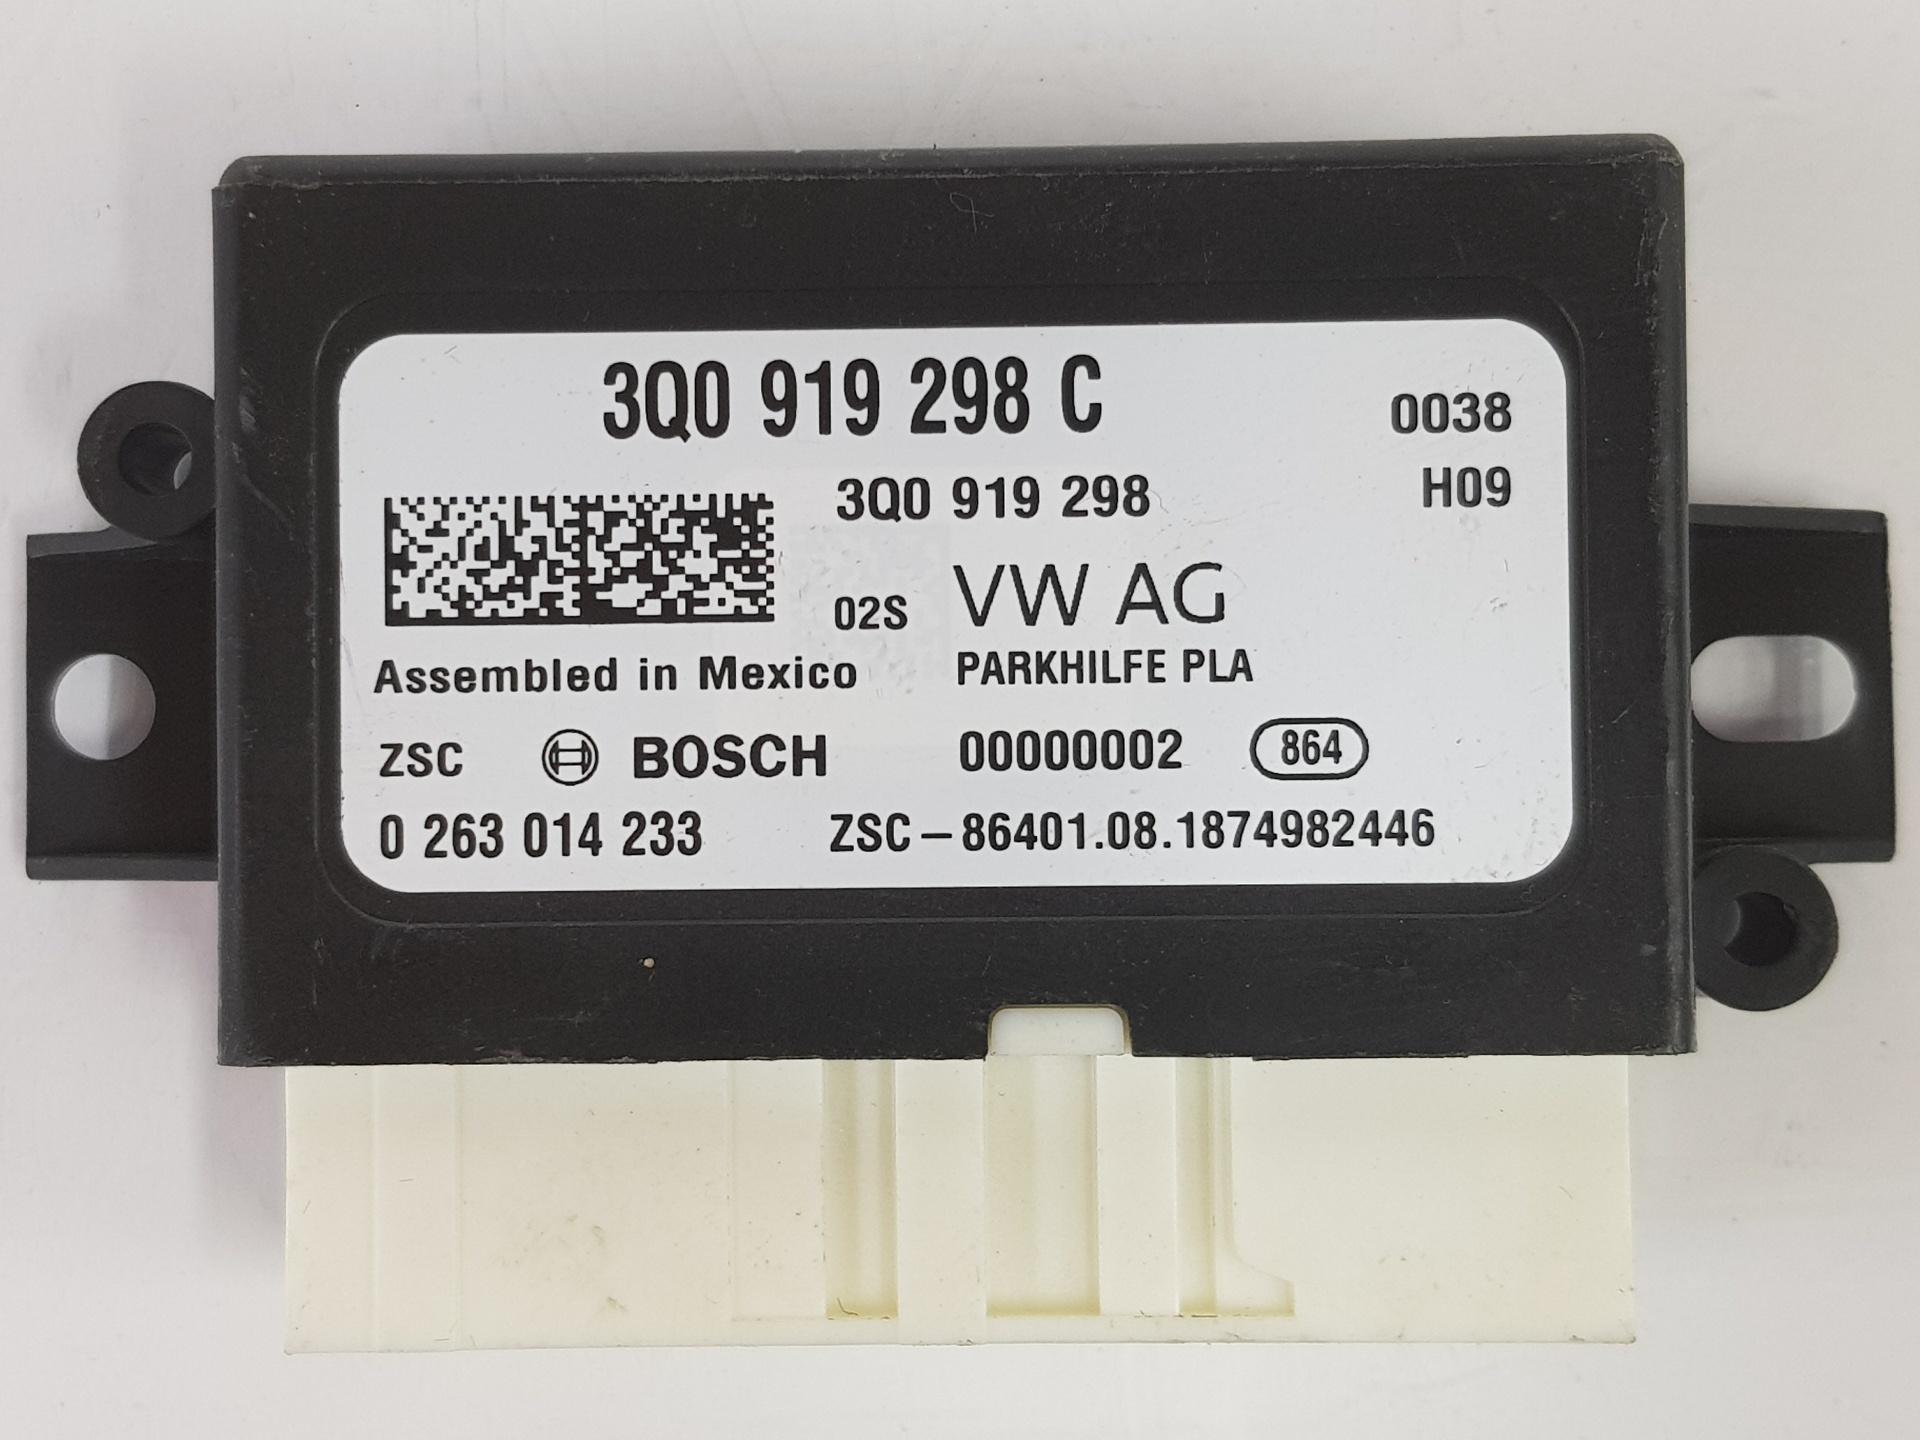 3Q0 919 298 C
0038
3Q0 919 298
H09
02S VW AG
Assembled in Mexico
PARKHILFE PLA
ZSC BOSCH 00000002 864
0 263 014 233 ZSC-86401.08.1874982446